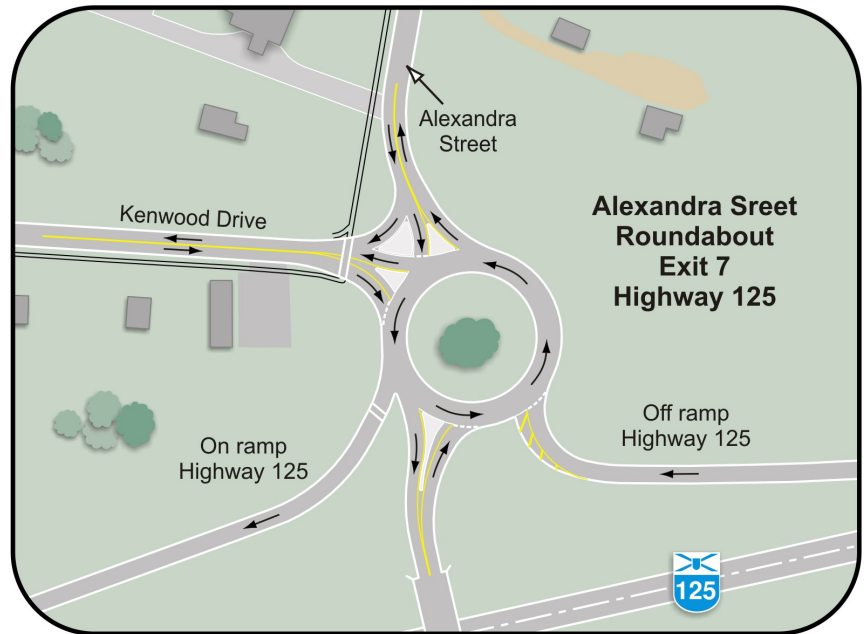 Alexandra
Street
Kenwood Drive
Alexandra Sreet
Roundabout
Exit 7
Highway 125
On ramp
Highway 125
Off ramp
Highway 125
125